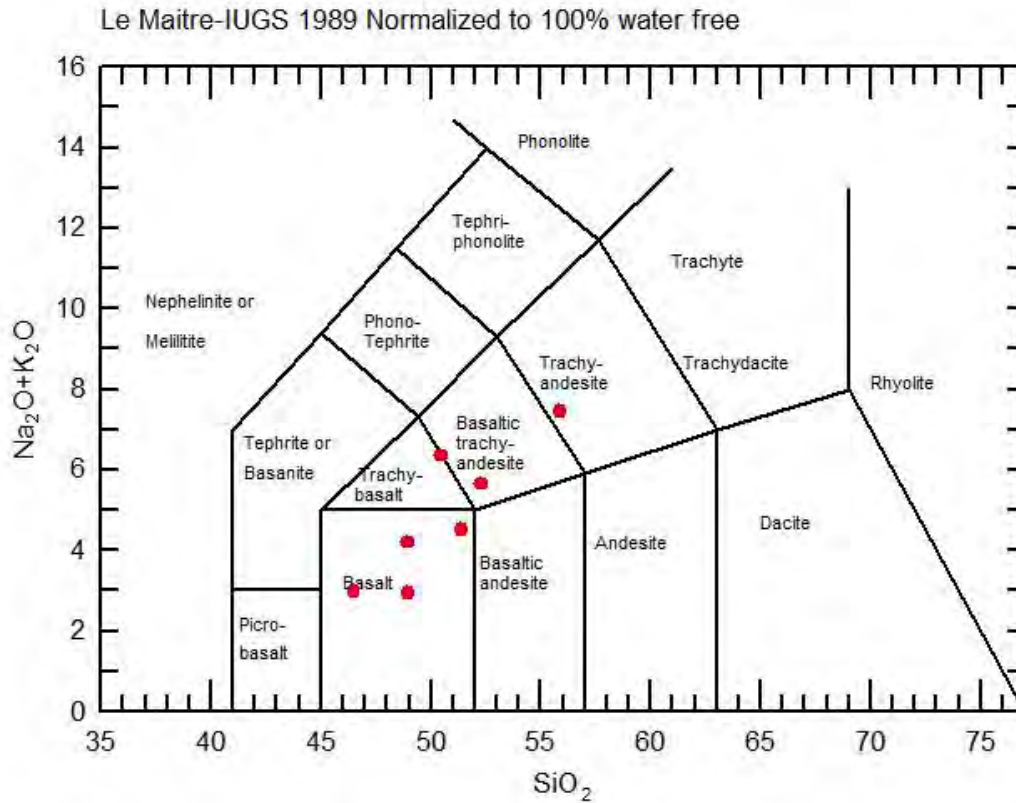 Le Maitre-IUGS 1989 Normalized to 100% water free
16
14
12
10
8
6
4
2
0
Na₂O+K₂O
Phonolite
Tephri-
phonolite
Trachyte
Nephelinite or
Melilitite
Phono-
Tephrite
Trachy-
andesite
Trachydacite
Rhyolite
Tephrite or
Basanite
Basaltic
trachy-
andesite
Trachy-
basalt
Dacite
Andesite
Basaltic
andesite
Basalt
Picro-
basalt
35 40 45 50 55 60 65 70 75
SiO₂